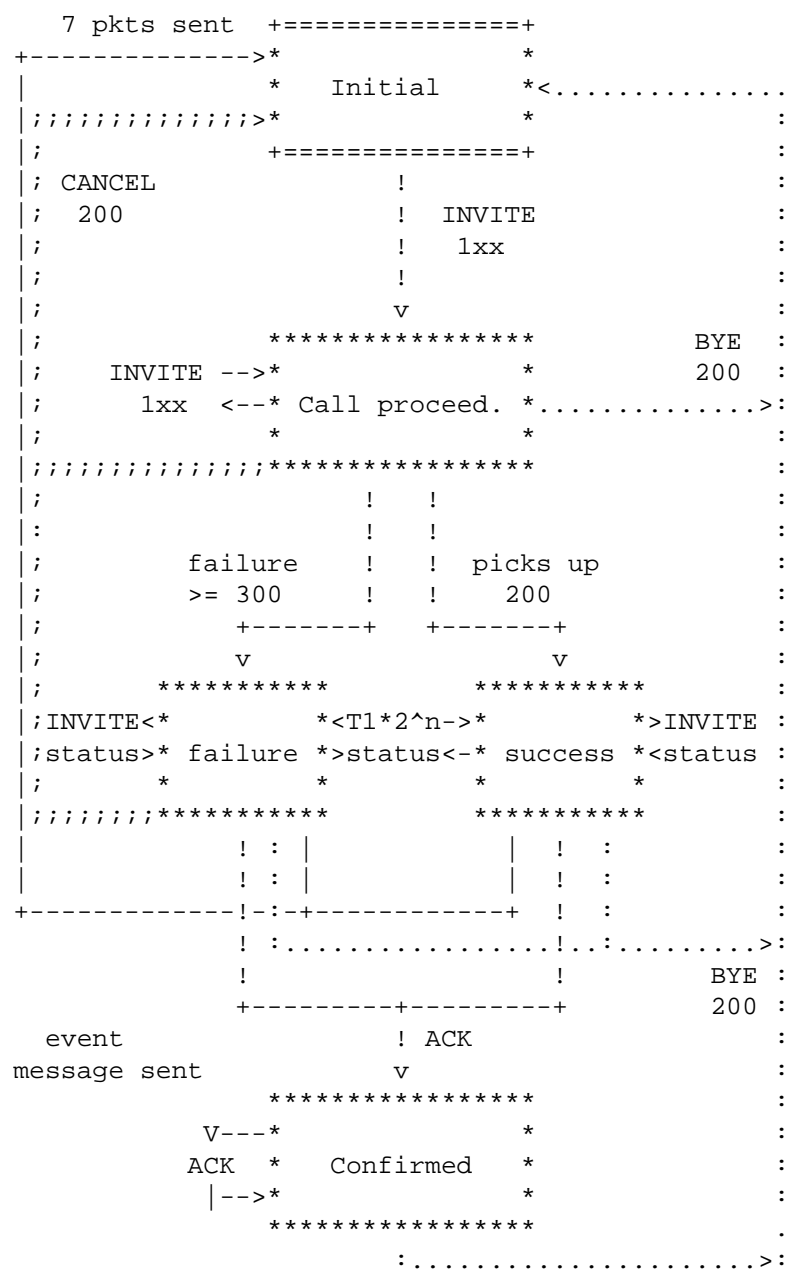 7 pkts sent  +===============+
+-------------->*               *
|               *   Initial     *<...............
|;;;;;;;;;;;;;;>*               *               :
|;              +===============+               :
|; CANCEL               !                       :
|;  200                 !  INVITE               :
|;                      !   1xx                 :
|;                      !                       :
|;                      v                       :
|;              *****************          BYE  :
|;    INVITE -->*               *          200  :
|;      1xx  <--* Call proceed. *..............>:
|;              *               *               :
|;;;;;;;;;;;;;;;*****************               :
|;                    !   !                     :
|:                    !   !                     :
|;         failure    !   !  picks up           :
|;         >= 300     !   !    200              :
|;            +-------+   +-------+             :
|;            v                   v             :
|;       ***********         ***********        :
|;INVITE<*         *<T1*2^n->*         *>INVITE :
|;status>* failure *>status<-* success *<status :
|;       *         *         *         *        :
|;;;;;;;;***********         ***********        :
|             ! : |            |  !  :          :
|             ! : |            |  !  :          :
+-------------!-:-+------------+  !  :          :
              ! :.................!..:.........>:
              !                   !         BYE :
              +---------+---------+         200 :
  event                 ! ACK                   :
message sent            v                       :
                *****************               :
            V---*               *               :
           ACK  *   Confirmed   *               :
            |-->*               *               :
                *****************               .
                        :......................>: